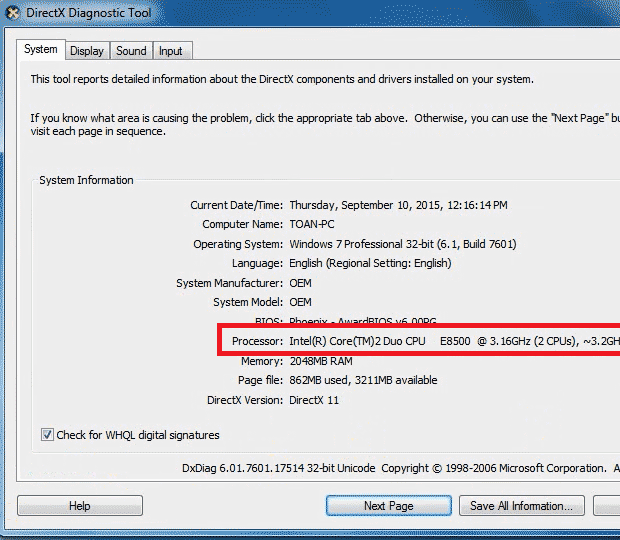 DirectX Diagnostic Tool
System Display Sound Input
This tool reports detailed information about the DirectX components and drivers installed on your system.
If you know what area is causing the problem, click the appropriate tab above. Otherwise, you can use the "Next Page"
visit each page in sequence.
System Information
Current Date/Time: Thursday, September 10, 2015, 12:16:14 PM
Computer Name: TOAN-PC
Operating System: Windows 7 Professional 32-bit (6.1, Build 7601)
Language: English (Regional Setting: English)
System Manufacturer: OEM
System Model: OEM
BIOS: Phoenix - AwardBIOS v6.00PG
Processor: Intel(R) Core(TM)2 Duo CPU E8500 @ 3.16GHz (2 CPUs), ~3.2GH
Memory: 2048MB RAM
Page file: 862MB used, 3211MB available
DirectX Version: DirectX 11
Check for WHQL digital signatures
DxDiag 6.01.7601.17514 32-bit Unicode Copyright © 1998-2006 Microsoft Corporation. A
Help Next Page Save All Information...